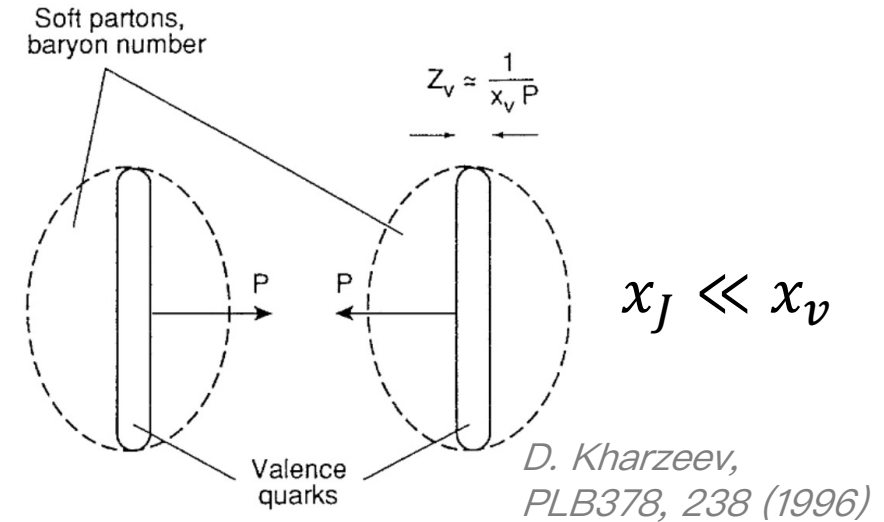 Soft partons,
baryon number
Z_v ≃ 1 / x_v P
P
P
x_J ≪ x_v
Valence
quarks
D. Kharzeev,
PLB378, 238 (1996)